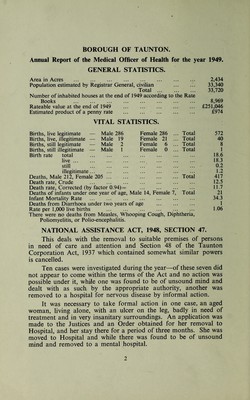 BOROUGH OF TAUNTON.
Annual Report of the Medical Officer of Health for the year 1949.
GENERAL STATISTICS.
Area in Acres ... 2,434
Population estimated by Registrar General, civilian ... 33,340
Total ... 33,720
Number of inhabited houses at the end of 1949 according to the Rate
Books ... 8,969
Rateable value at the end of 1949 ... £251,046
Estimated product of a penny rate ... £974
VITAL STATISTICS.
Births, live legitimate — Male 286 Female 286 ... Total 572
Births, live, illegitimate — Male 19 Female 21 ... Total 40
Births, still legitimate — Male 2 Female 6 ... Total 8
Births, still illegitimate — Male 1 Female 0 ... Total 1
Birth rate total ... 18.6
live ... 18.3
still ... 0.2
illegitimate ... 1.2
Deaths, Male 212, Female 205 ... Total 417
Death rate, Crude ... 12.5
Death rate, Corrected (by factor 0.94)— ... 11.7
Deaths of infants under one year of age, Male 14, Female 7, Total 21
Infant Mortality Rate ... 34.3
Deaths from Diarrhoea under two years of age ... 1
Rate per 1,000 live births ... 1.06
There were no deaths from Measles, Whooping Cough, Diphtheria,
Poliomyelitis, or Polio-encephalitis.
NATIONAL ASSISTANCE ACT, 1948, SECTION 47.
This deals with the removal to suitable premises of persons
in need of care and attention and Section 48 of the Taunton
Corporation Act, 1937 which contained somewhat similar powers
is cancelled.
Ten cases were investigated during the year—of these seven did
not appear to come within the terms of the Act and no action was
possible under it, while one was found to be of unsound mind and
dealt with as such by the appropriate authority, another was
removed to a hospital for nervous disease by informal action.
It was necessary to take formal action in one case, an aged
woman, living alone, with an ulcer on the leg, badly in need of
treatment and in very insanitary surroundings. An application was
made to the Justices and an Order obtained for her removal to
Hospital, and her stay there for a period of three months. She was
moved to Hospital and while there was found to be of unsound
mind and removed to a mental hospital.
2